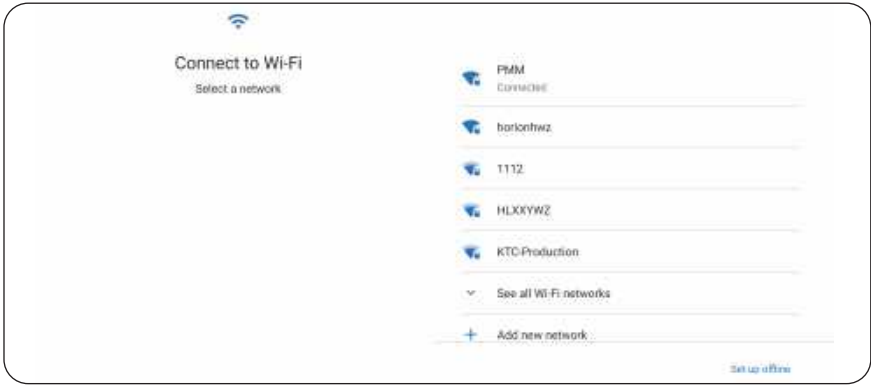 Connect to Wi-Fi
Select a network
PMM
Connected
horionhwz
1112
HLXXYWZ
KTC-Production
See all Wi-Fi networks
Add new network
Set up offline